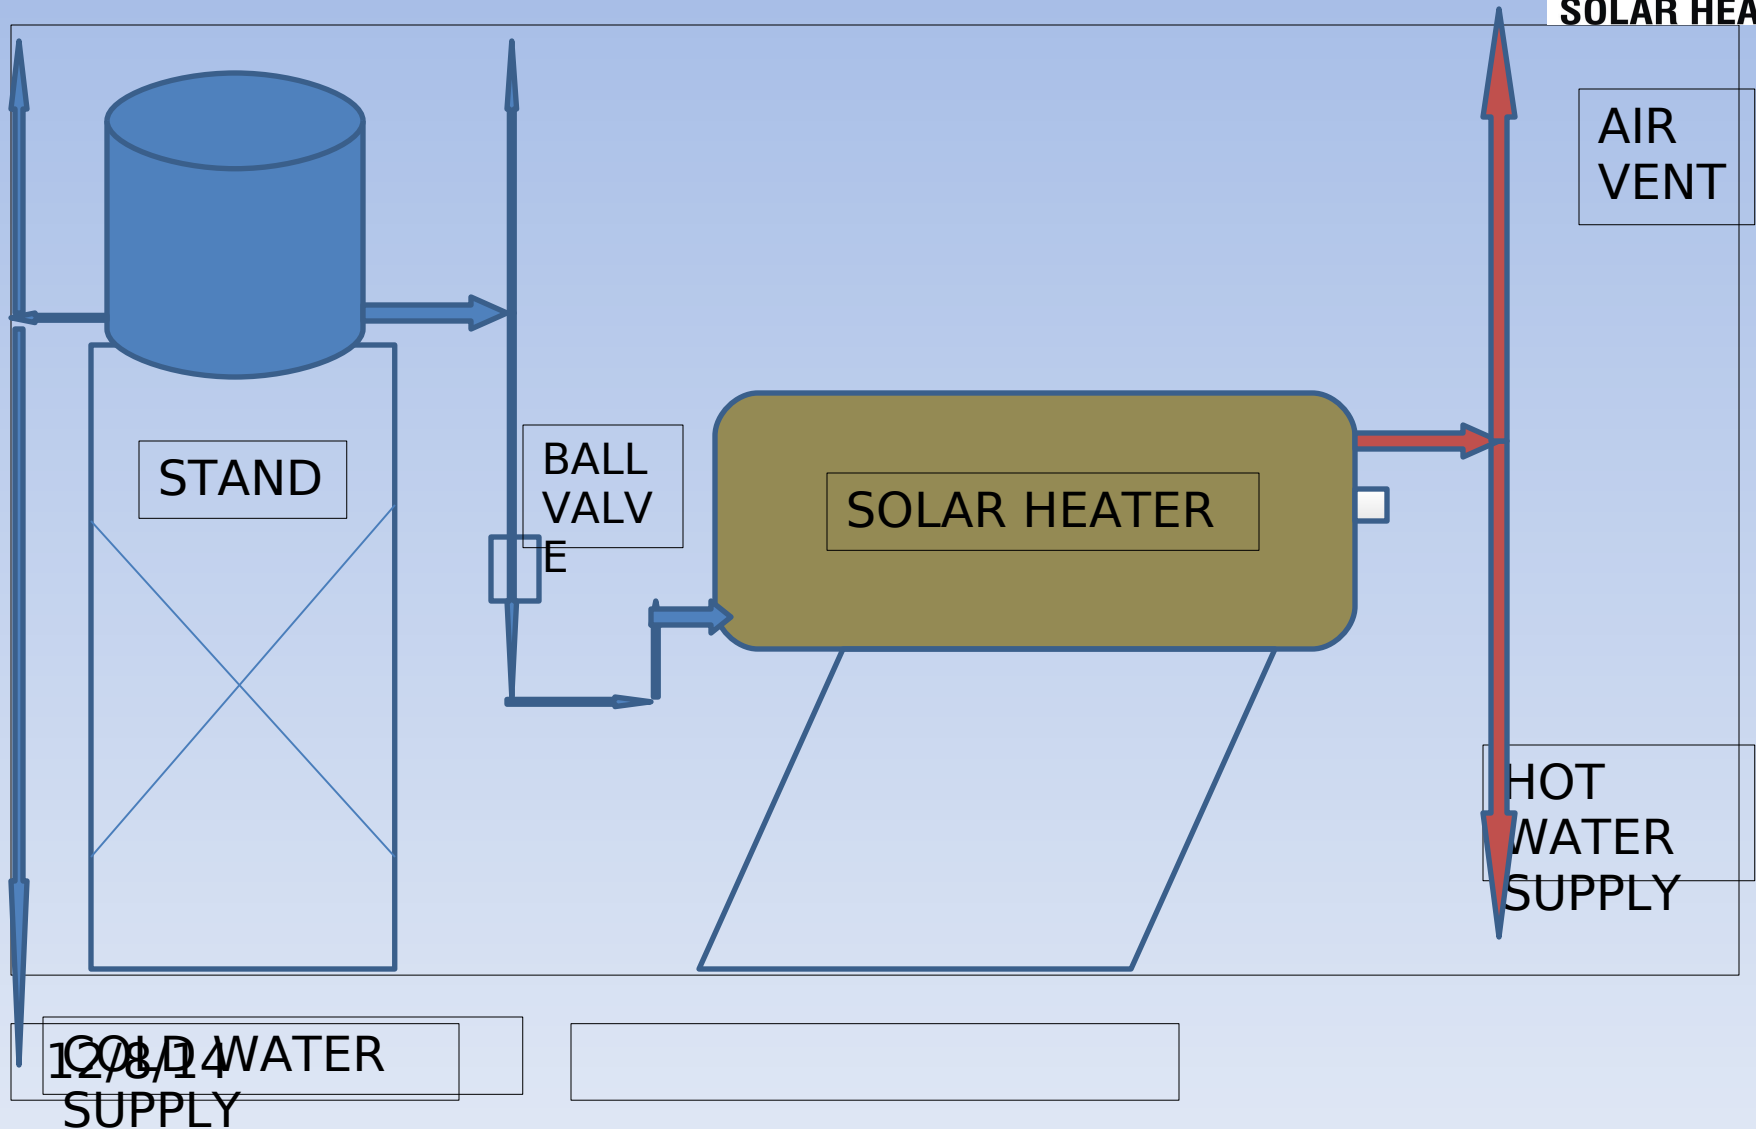 SOLAR HEA
AIR
VENT
STAND
BALL
VALV
E
SOLAR HEATER
HOT
WATER
SUPPLY
COLD WATER
SUPPLY
12/8/14